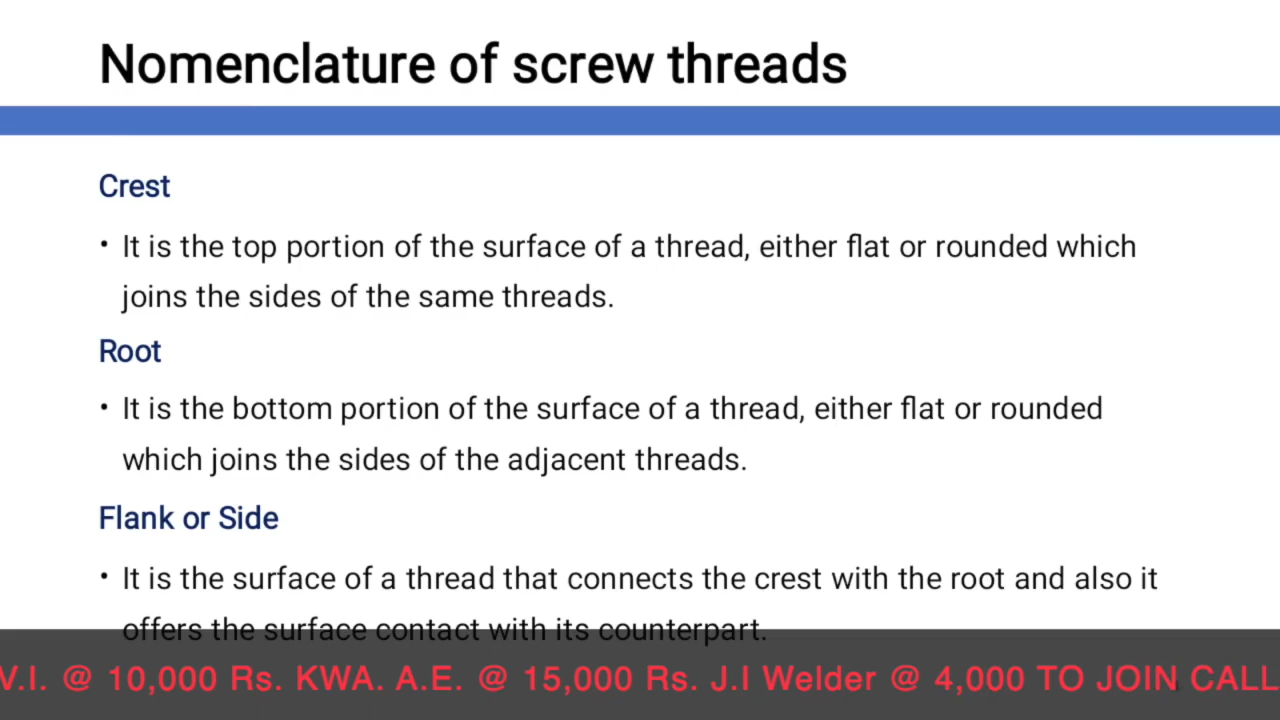 Nomenclature of screw threads
Crest
• It is the top portion of the surface of a thread, either flat or rounded which
joins the sides of the same threads.
Root
• It is the bottom portion of the surface of a thread, either flat or rounded
which joins the sides of the adjacent threads.
Flank or Side
• It is the surface of a thread that connects the crest with the root and also it
offers the surface contact with its counterpart.
V.I. @ 10,000 Rs. KWA. A.E. @ 15,000 Rs. J.I Welder @ 4,000 TO JOIN CALL